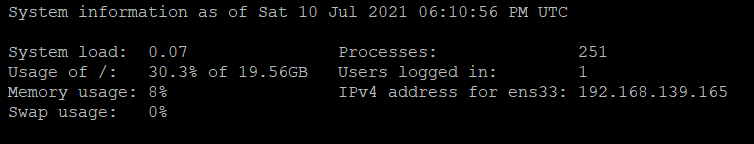 System information as of Sat 10 Jul 2021 06:10:56 PM UTC
System load: 0.07 Processes: 251
Usage of /: 30.3% of 19.56GB Users logged in: 1
Memory usage: 8% IPv4 address for ens33: 192.168.139.165
Swap usage: 0%